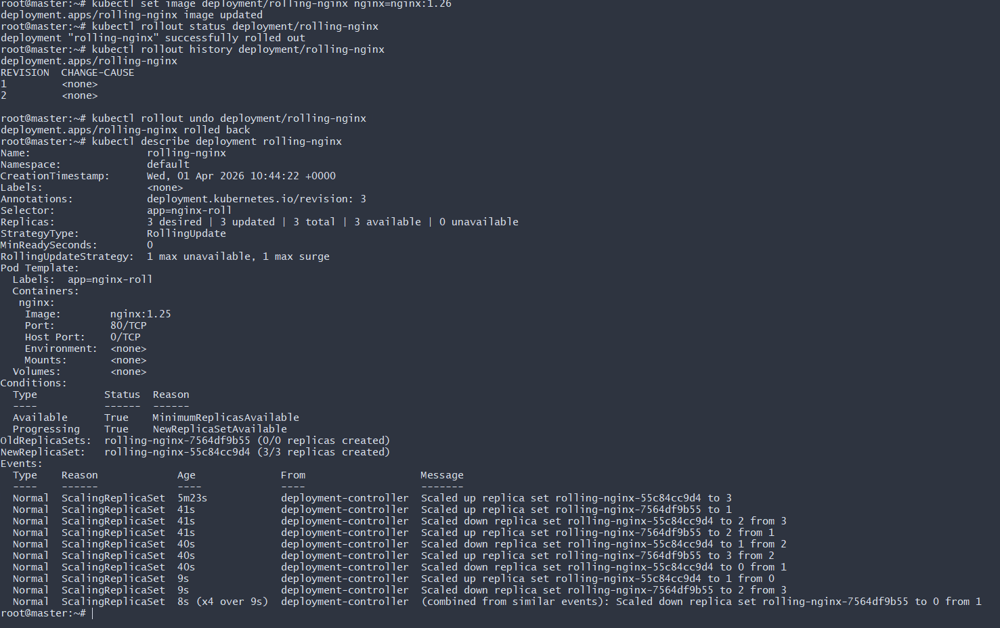 root@master:~# kubectl set image deployment/rolling-nginx nginx=nginx:1.26
deployment.apps/rolling-nginx image updated
root@master:~# kubectl rollout status deployment/rolling-nginx
deployment "rolling-nginx" successfully rolled out
root@master:~# kubectl rollout history deployment/rolling-nginx
deployment.apps/rolling-nginx
REVISION  CHANGE-CAUSE
1         <none>
2         <none>

root@master:~# kubectl rollout undo deployment/rolling-nginx
deployment.apps/rolling-nginx rolled back
root@master:~# kubectl describe deployment rolling-nginx
Name:                   rolling-nginx
Namespace:              default
CreationTimestamp:      Wed, 01 Apr 2026 10:44:22 +0000
Labels:                 <none>
Annotations:            deployment.kubernetes.io/revision: 3
Selector:               app=nginx-roll
Replicas:               3 desired | 3 updated | 3 total | 3 available | 0 unavailable
StrategyType:           RollingUpdate
MinReadySeconds:        0
RollingUpdateStrategy:  1 max unavailable, 1 max surge
Pod Template:
  Labels:  app=nginx-roll
  Containers:
   nginx:
    Image:        nginx:1.25
    Port:         80/TCP
    Host Port:    0/TCP
    Environment:  <none>
    Mounts:       <none>
  Volumes:        <none>
Conditions:
  Type           Status  Reason
  ----           ------  ------
  Available      True    MinimumReplicasAvailable
  Progressing    True    NewReplicaSetAvailable
OldReplicaSets:  rolling-nginx-7564df9b55 (0/0 replicas created)
NewReplicaSet:   rolling-nginx-55c84cc9d4 (3/3 replicas created)
Events:
  Type    Reason             Age              From                   Message
  ----    ------             ----             ----                   -------
  Normal  ScalingReplicaSet  5m23s            deployment-controller  Scaled up replica set rolling-nginx-55c84cc9d4 to 3
  Normal  ScalingReplicaSet  41s              deployment-controller  Scaled up replica set rolling-nginx-7564df9b55 to 1
  Normal  ScalingReplicaSet  41s              deployment-controller  Scaled down replica set rolling-nginx-55c84cc9d4 to 2 from 3
  Normal  ScalingReplicaSet  41s              deployment-controller  Scaled up replica set rolling-nginx-7564df9b55 to 2 from 1
  Normal  ScalingReplicaSet  40s              deployment-controller  Scaled down replica set rolling-nginx-55c84cc9d4 to 1 from 2
  Normal  ScalingReplicaSet  40s              deployment-controller  Scaled up replica set rolling-nginx-7564df9b55 to 3 from 2
  Normal  ScalingReplicaSet  40s              deployment-controller  Scaled down replica set rolling-nginx-55c84cc9d4 to 0 from 1
  Normal  ScalingReplicaSet  9s               deployment-controller  Scaled up replica set rolling-nginx-55c84cc9d4 to 1 from 0
  Normal  ScalingReplicaSet  9s               deployment-controller  Scaled down replica set rolling-nginx-7564df9b55 to 2 from 3
  Normal  ScalingReplicaSet  8s (x4 over 9s)  deployment-controller  (combined from similar events): Scaled down replica set rolling-nginx-7564df9b55 to 0 from 1
root@master:~#